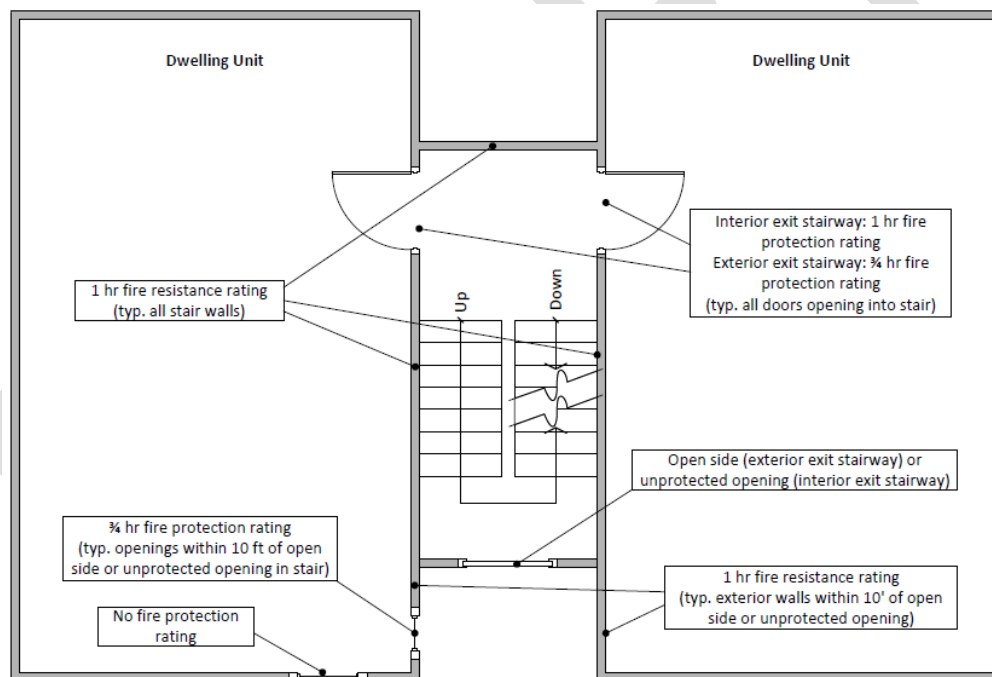 Dwelling Unit
Dwelling Unit
Interior exit stairway: 1 hr fire
protection rating
Exterior exit stairway: ¾ hr fire
protection rating
(typ. all doors opening into stair)
1 hr fire resistance rating
(typ. all stair walls)
Up
Down
Open side (exterior exit stairway) or
unprotected opening (interior exit stairway)
¾ hr fire protection rating
(typ. openings within 10 ft of open
side or unprotected opening in stair)
1 hr fire resistance rating
(typ. exterior walls within 10' of open
side or unprotected opening)
No fire protection
rating